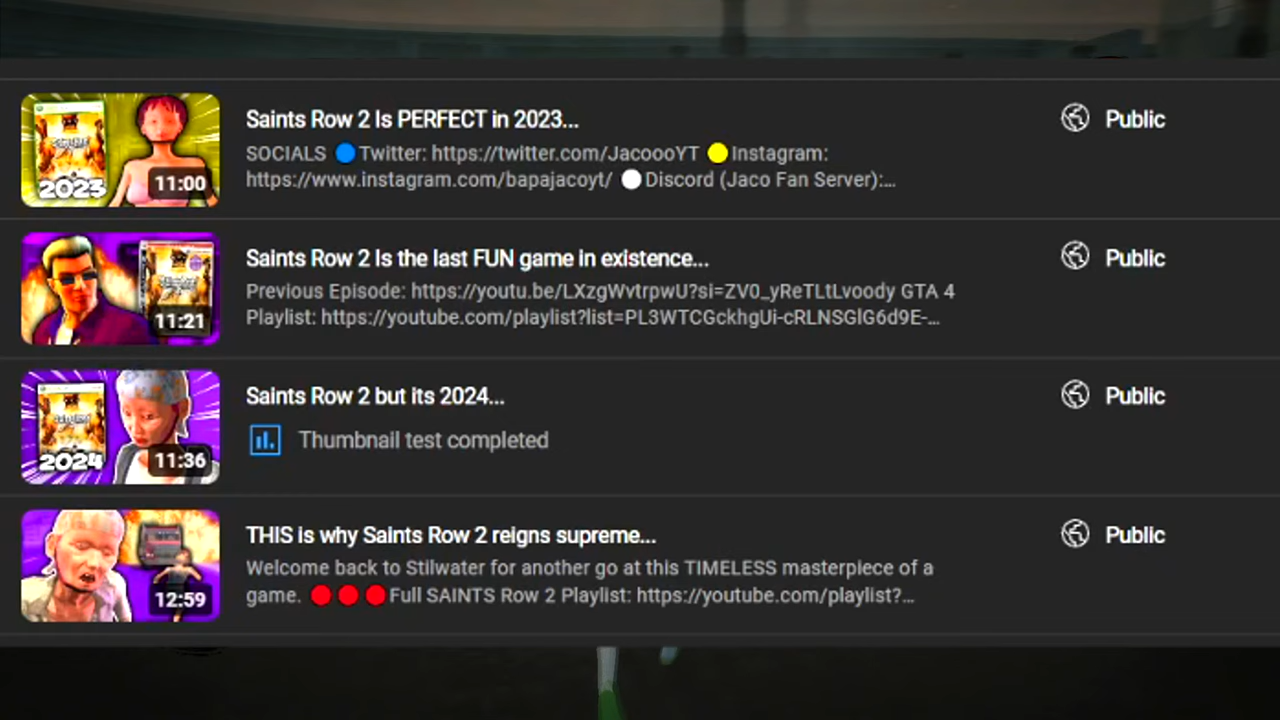 2023
11:00
Saints Row 2 Is PERFECT in 2023...
SOCIALS 🔵Twitter: https://twitter.com/JacoooYT 🟡Instagram:
https://www.instagram.com/bapajacoyt/ ⚪Discord (Jaco Fan Server):...
Public
11:21
Saints Row 2 Is the last FUN game in existence...
Previous Episode: https://youtu.be/LXzgWvtrpwU?si=ZV0_yReTLtLvoody GTA 4
Playlist: https://youtube.com/playlist?list=PL3WTCGckhgUi-cRLNSGlG6d9E-...
Public
2024
11:36
Saints Row 2 but its 2024...
Thumbnail test completed
Public
12:59
THIS is why Saints Row 2 reigns supreme...
Welcome back to Stilwater for another go at this TIMELESS masterpiece of a
game. 🔴🔴🔴Full SAINTS Row 2 Playlist: https://youtube.com/playlist?...
Public